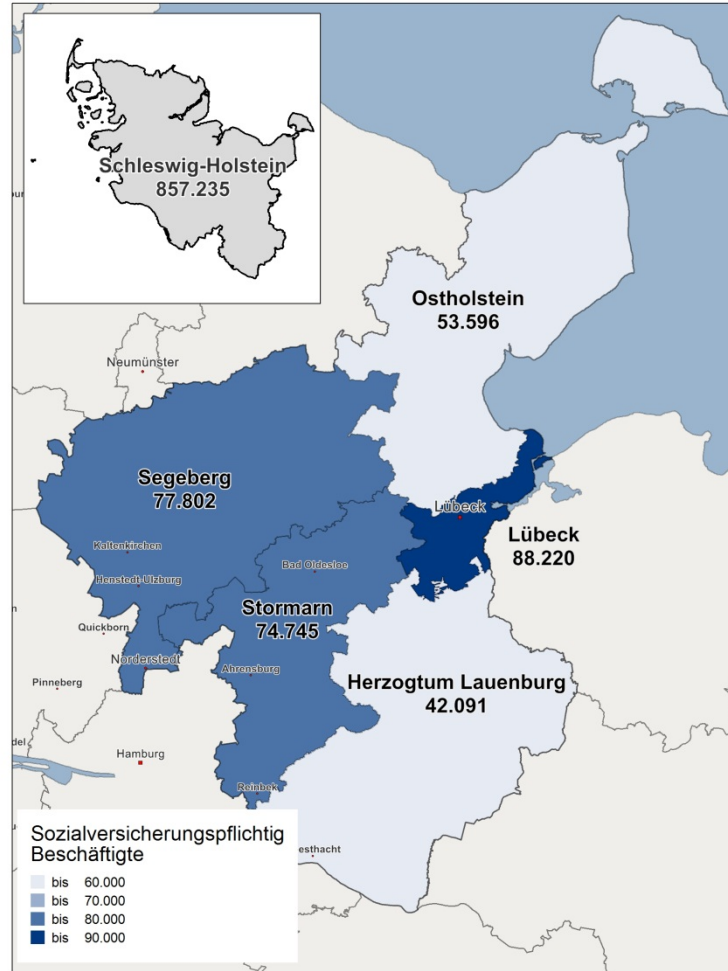 Schleswig-Holstein
857.235
Ostholstein
53.596
Neumünster
Segeberg
77.802
Lübeck
Lübeck
88.220
Kaltenkirchen
Bad Oldesloe
Henstedt-Ulzburg
Stormarn
74.745
Quickborn
Norderstedt
Ahrensburg
Herzogtum Lauenburg
42.091
Pinneberg
Hamburg
Reinbek
esthacht
Sozialversicherungspflichtig
Beschäftigte
bis 60.000
bis 70.000
bis 80.000
bis 90.000